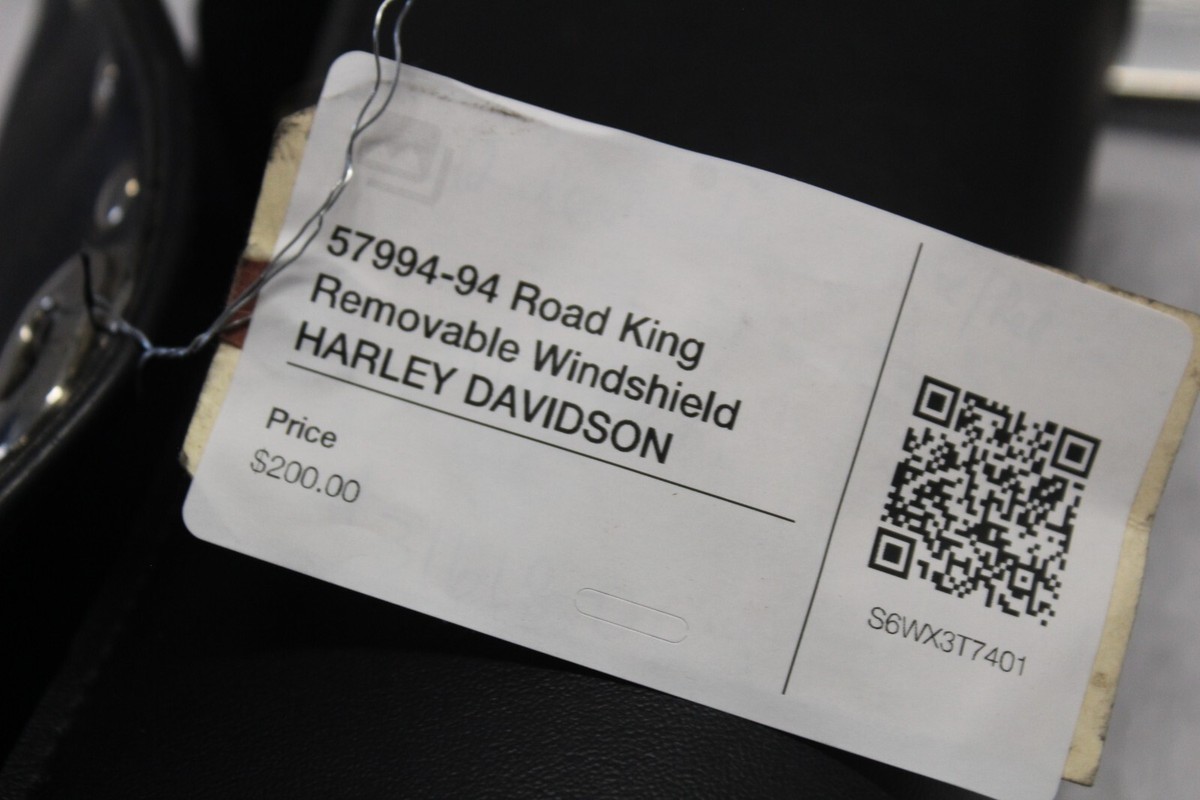 57994-94 Road King
Removable Windshield
HARLEY DAVIDSON
Price
$200.00
S6WX3T7401